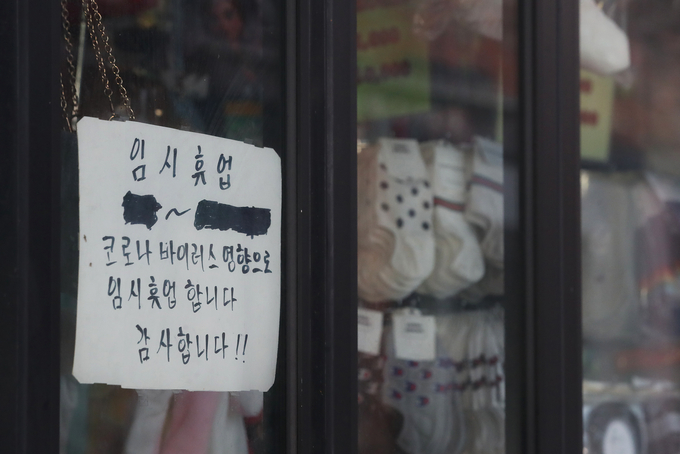 임시휴업
~
코로나 바이러스 영향으로
임시휴업 합니다
감사합니다!!